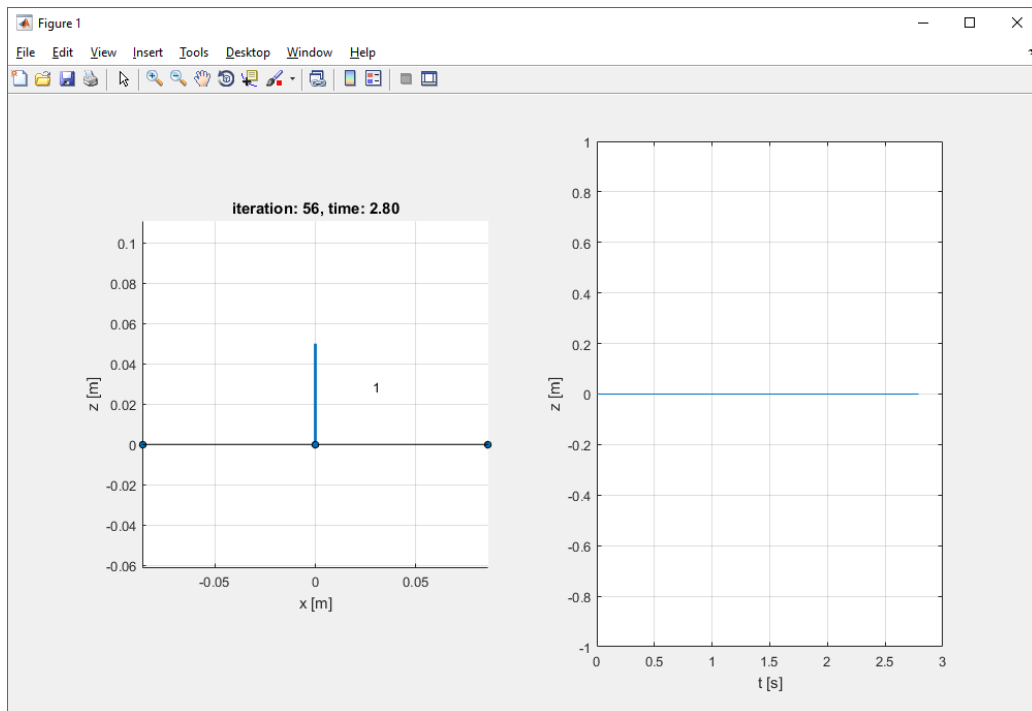 Figure 1
File Edit View Insert Tools Desktop Window Help
iteration: 56, time: 2.80
0.1
0.08
0.06
0.04
0.02
0
-0.02
-0.04
-0.06
z [m]
1
-0.05 0 0.05
x [m]
1
0.8
0.6
0.4
0.2
0
-0.2
-0.4
-0.6
-0.8
-1
z [m]
0 0.5 1 1.5 2 2.5 3
t [s]